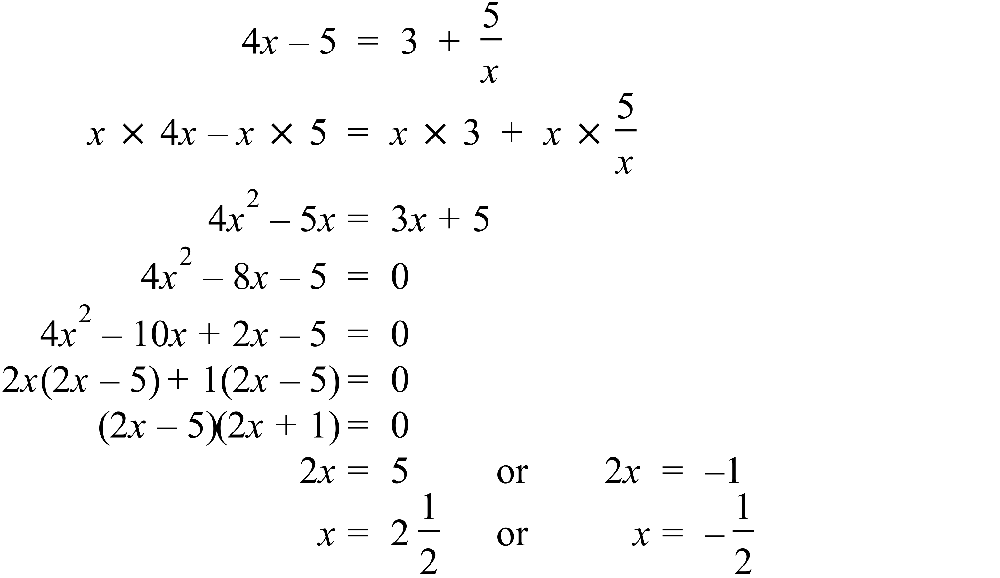 4x − 5 = 3 + 5/x
x × 4x − x × 5 = x × 3 + x × 5/x
4x² − 5x = 3x + 5
4x² − 8x − 5 = 0
4x² − 10x + 2x − 5 = 0
2x(2x − 5) + 1(2x − 5) = 0
(2x − 5)(2x + 1) = 0
2x = 5 or 2x = −1
x = 2 1/2 or x = − 1/2